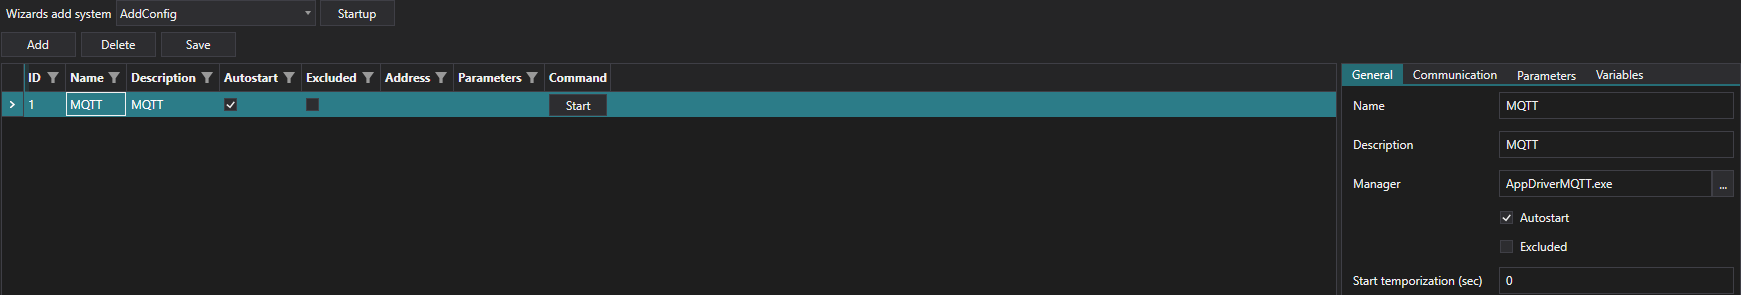 Wizards add system AddConfig Startup
Add Delete Save
ID Name Description Autostart Excluded Address Parameters Command
1 MQTT MQTT Start
General Communication Parameters Variables
Name MQTT
Description MQTT
Manager AppDriverMQTT.exe ...
Autostart
Excluded
Start temporization (sec) 0